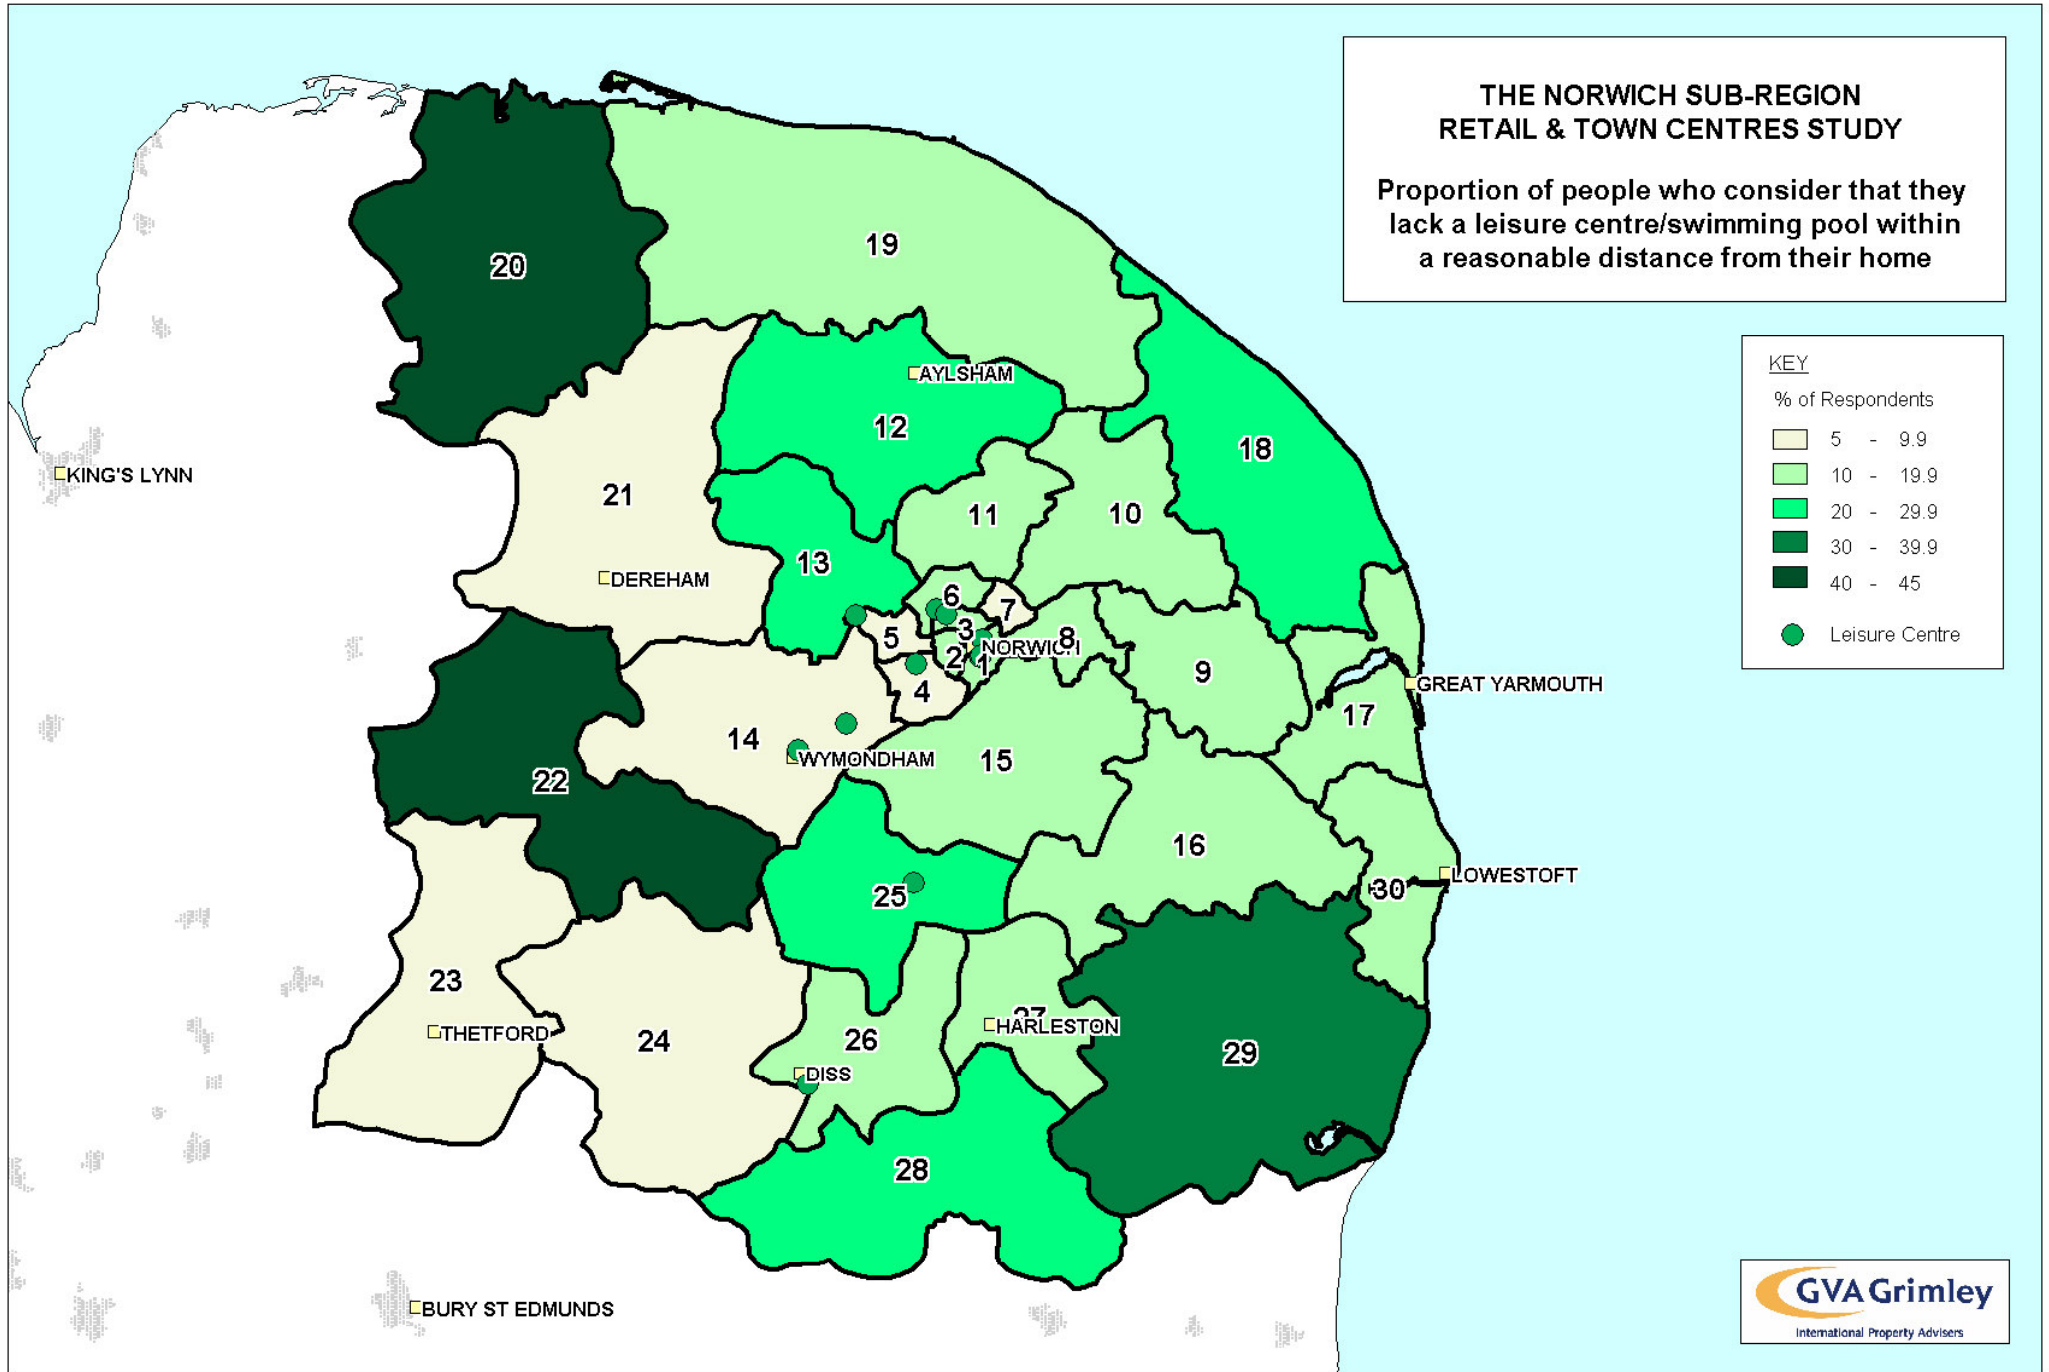 THE NORWICH SUB-REGION
RETAIL & TOWN CENTRES STUDY
Proportion of people who consider that they
lack a leisure centre/swimming pool within
a reasonable distance from their home
KEY
% of Respondents
5 - 9.9
10 - 19.9
20 - 29.9
30 - 39.9
40 - 45
Leisure Centre
19
20
AYLSHAM
12
18
KING'S LYNN
21
11
10
13
DEREHAM
6
7
3
5
8
NORWICH
2
1
9
4
GREAT YARMOUTH
17
14
WYMONDHAM
15
22
16
LOWESTOFT
30
25
23
27
HARLESTON
THETFORD
24
26
29
DISS
28
BURY ST EDMUNDS
GVA Grimley
International Property Advisers